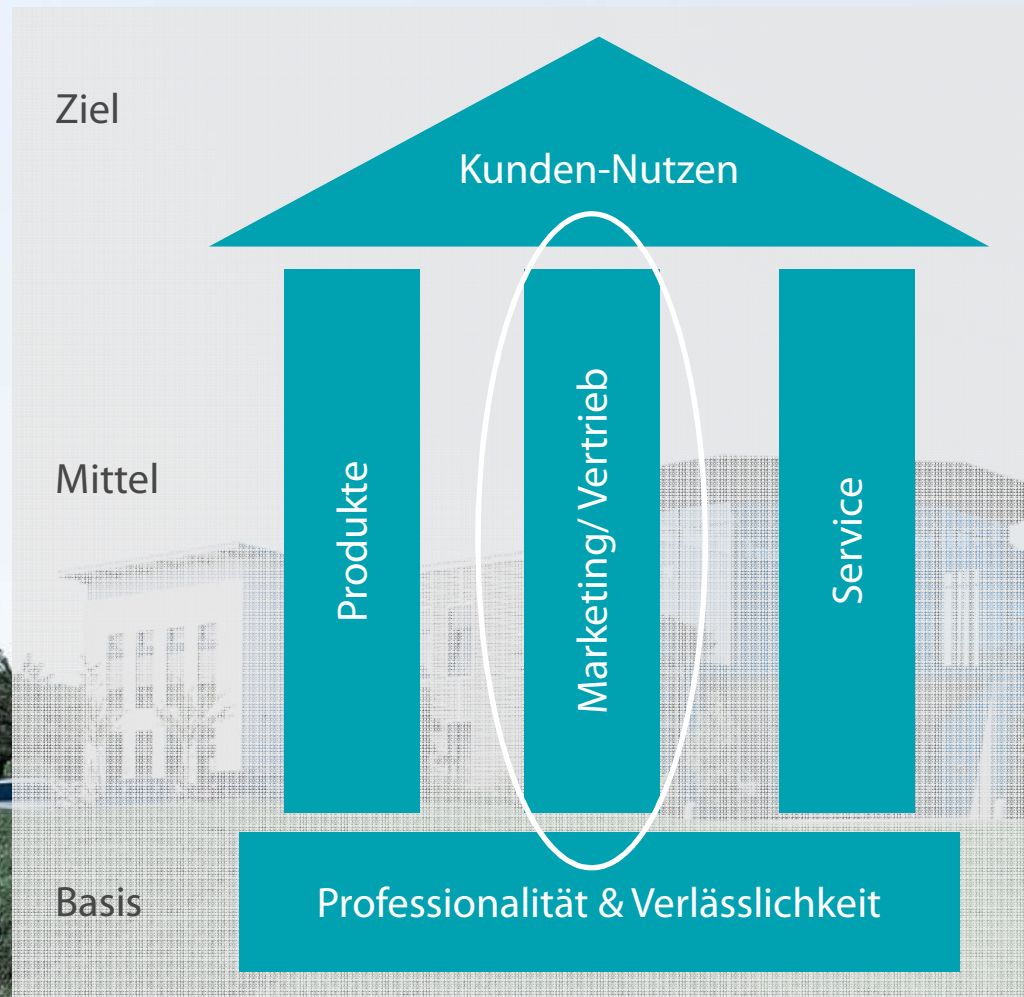 Ziel
Kunden-Nutzen
Mittel
Produkte
Marketing/ Vertrieb
Service
Basis
Professionalität & Verlässlichkeit